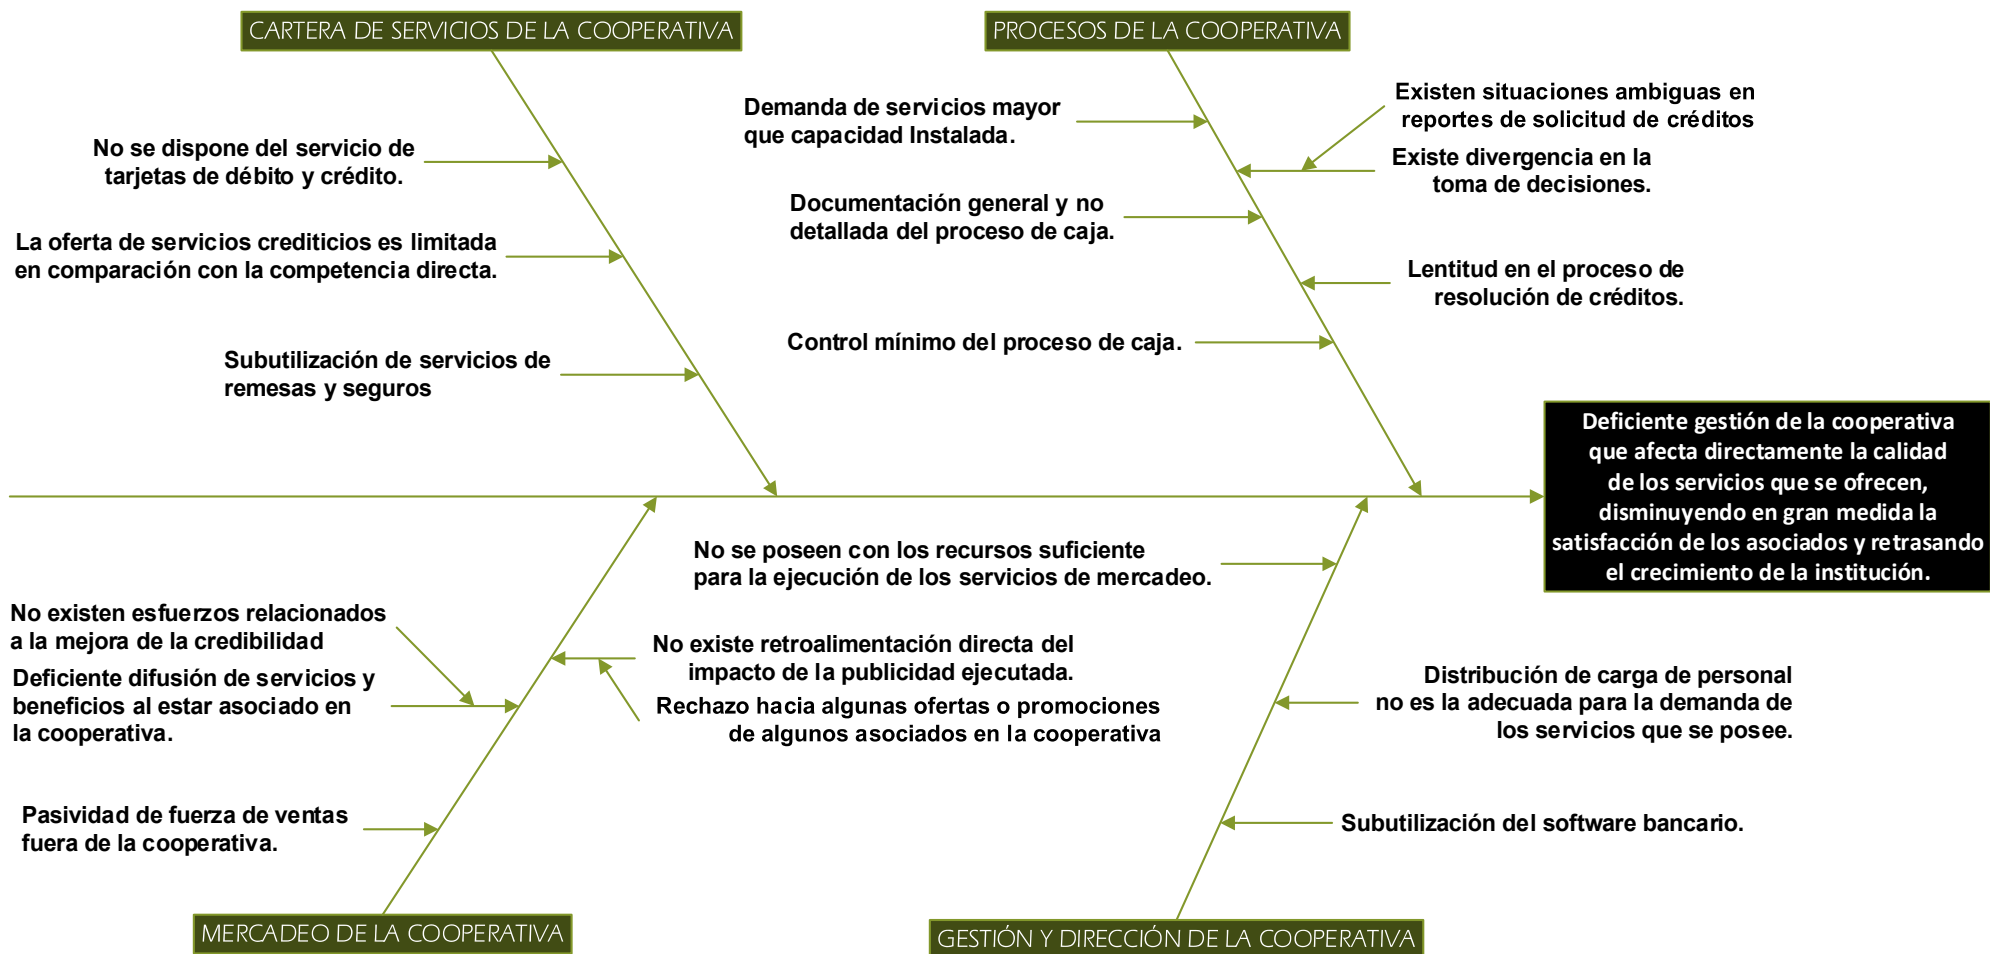 CARTERA DE SERVICIOS DE LA COOPERATIVA
PROCESOS DE LA COOPERATIVA
No se dispone del servicio de
tarjetas de débito y crédito.
La oferta de servicios crediticios es limitada
en comparación con la competencia directa.
Subutilización de servicios de
remesas y seguros
Demanda de servicios mayor
que capacidad Instalada.
Documentación general y no
detallada del proceso de caja.
Control mínimo del proceso de caja.
Existen situaciones ambiguas en
reportes de solicitud de créditos
Existe divergencia en la
toma de decisiones.
Lentitud en el proceso de
resolución de créditos.
Deficiente gestión de la cooperativa
que afecta directamente la calidad
de los servicios que se ofrecen,
disminuyendo en gran medida la
satisfacción de los asociados y retrasando
el crecimiento de la institución.
No existen esfuerzos relacionados
a la mejora de la credibilidad
Deficiente difusión de servicios y
beneficios al estar asociado en
la cooperativa.
Pasividad de fuerza de ventas
fuera de la cooperativa.
No existe retroalimentación directa del
impacto de la publicidad ejecutada.
Rechazo hacia algunas ofertas o promociones
de algunos asociados en la cooperativa
No se poseen con los recursos suficiente
para la ejecución de los servicios de mercadeo.
Distribución de carga de personal
no es la adecuada para la demanda de
los servicios que se posee.
Subutilización del software bancario.
MERCADEO DE LA COOPERATIVA
GESTIÓN Y DIRECCIÓN DE LA COOPERATIVA